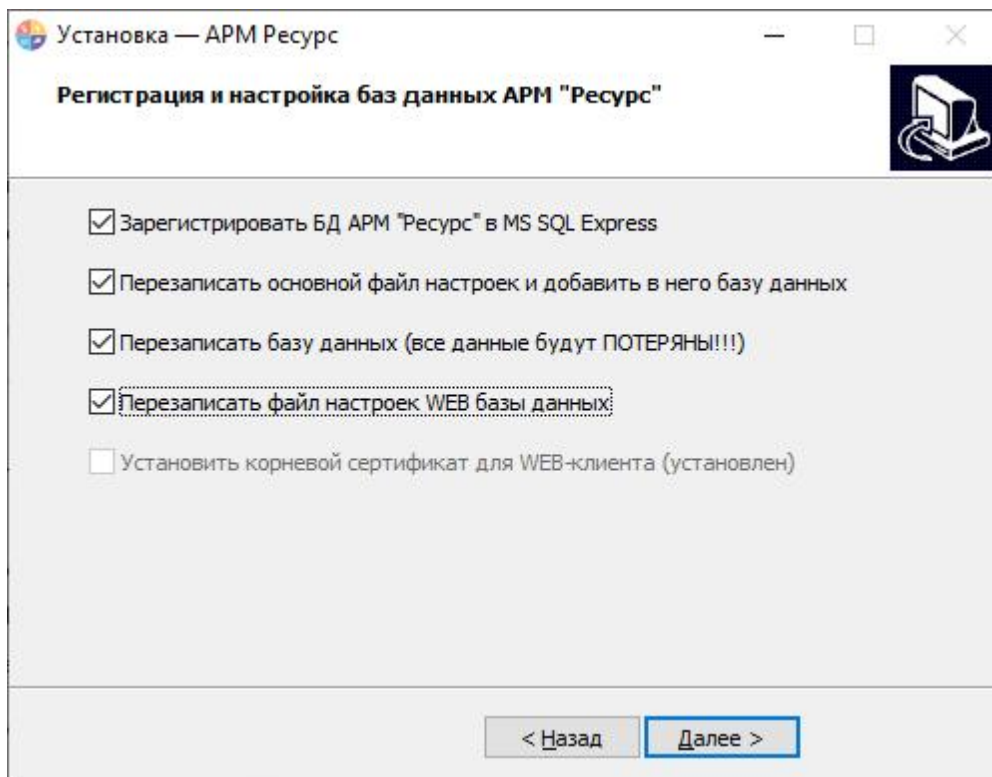 Установка — АРМ Ресурс
Регистрация и настройка баз данных АРМ "Ресурс"
Зарегистрировать БД АРМ "Ресурс" в MS SQL Express
Перезаписать основной файл настроек и добавить в него базу данных
Перезаписать базу данных (все данные будут ПОТЕРЯНЫ!!!)
Перезаписать файл настроек WEB базы данных
Установить корневой сертификат для WEB-клиента (установлен)
< Назад
Далее >